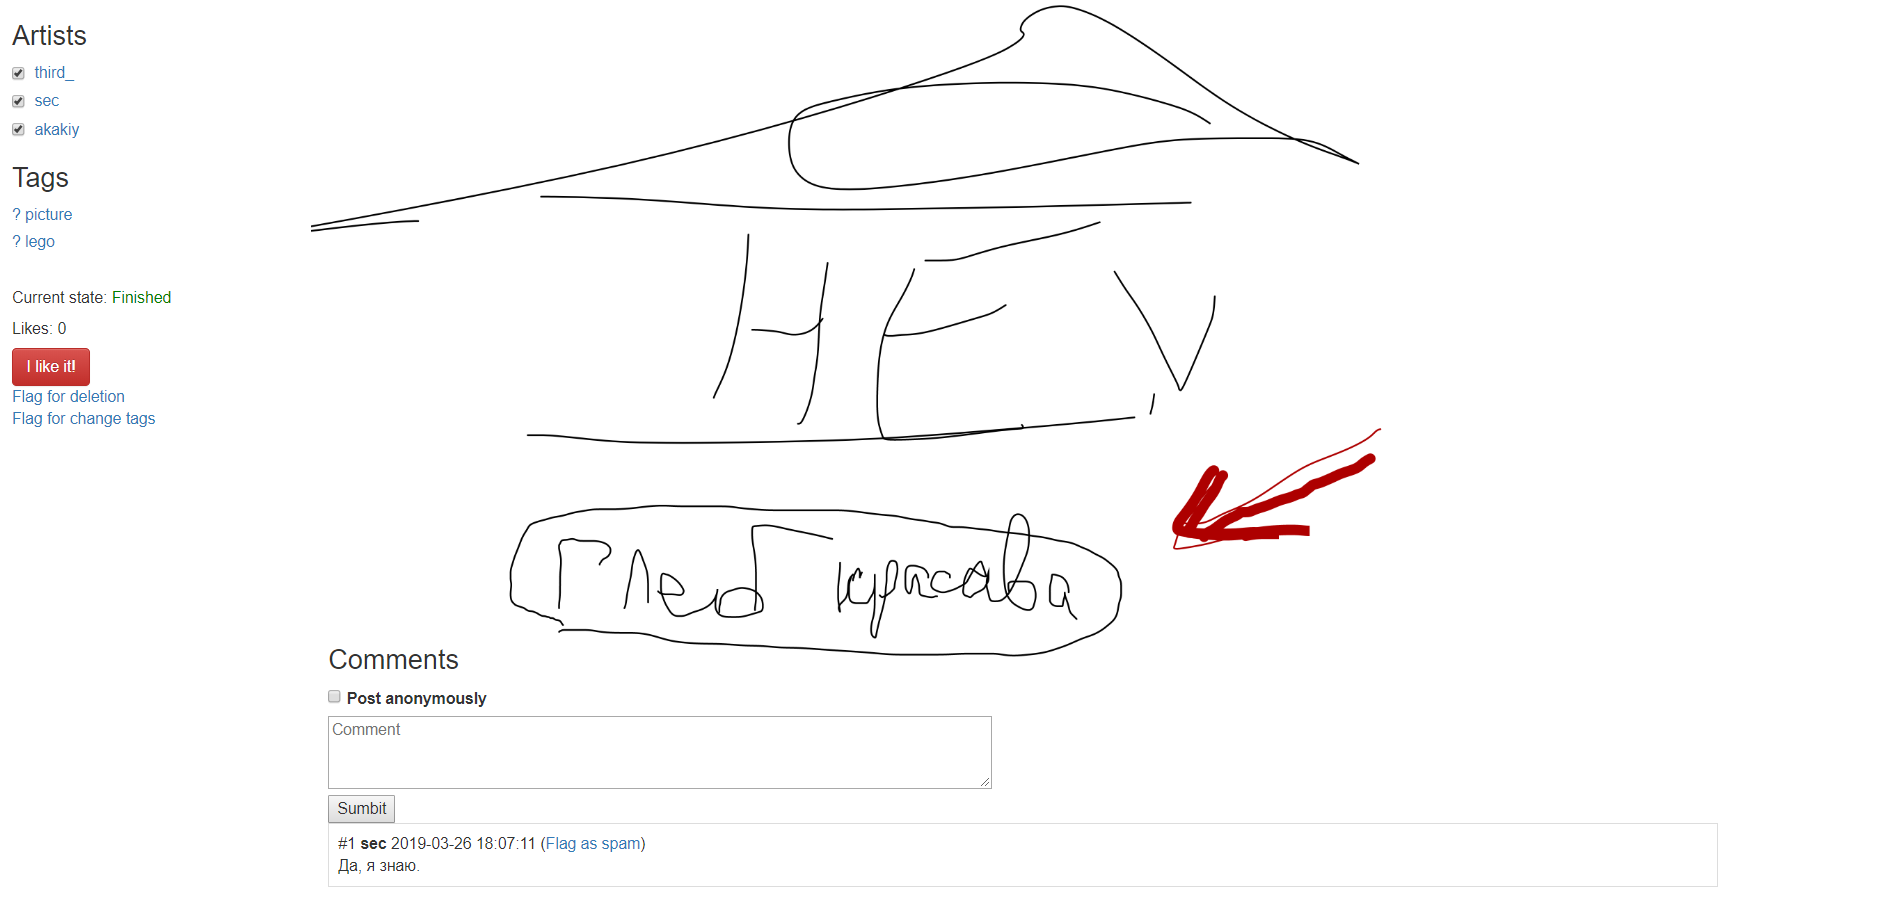 Artists
third_
sec
akakiy
Tags
? picture
? lego
Current state: Finished
Likes: 0
I like it!
Flag for deletion
Flag for change tags
HEV
Глеб красава
Comments
Post anonymously
Comment
Sumbit
#1 sec 2019-03-26 18:07:11 (Flag as spam)
Да, я знаю.